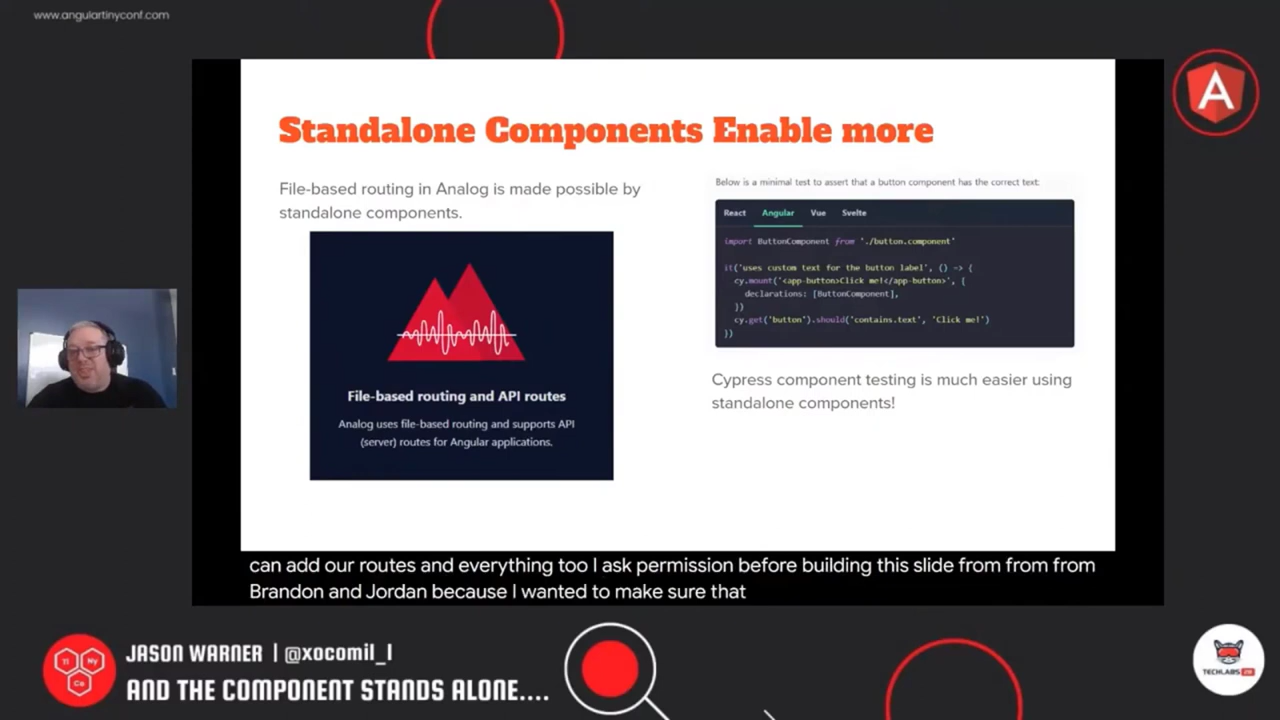 www.angulartinyconf.com
Standalone Components Enable more
File-based routing in Analog is made possible by
standalone components.
File-based routing and API routes
Analog uses file-based routing and supports API
(server) routes for Angular applications.
Below is a minimal test to assert that a button component has the correct text:
React Angular Vue Svelte
import ButtonComponent from './button.component'
it('uses custom text for the button label', () => {
cy.mount('<app-button>Click me!</app-button>', {
declarations: [ButtonComponent],
})
cy.get('button').should('contains.text', 'Click me!')
})
Cypress component testing is much easier using
standalone components!
can add our routes and everything too I ask permission before building this slide from from from
Brandon and Jordan because I wanted to make sure that
JASON WARNER | @xocomil_1
AND THE COMPONENT STANDS ALONE....
A
11 Ny
Co
TECHLABS